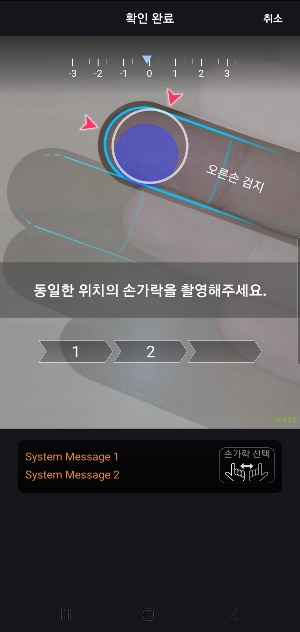 확인 완료
취소
-3 -2 -1 0 1 2 3
오른손 검지
동일한 위치의 손가락을 촬영해주세요.
1 2
System Message 1
손가락 선택
System Message 2